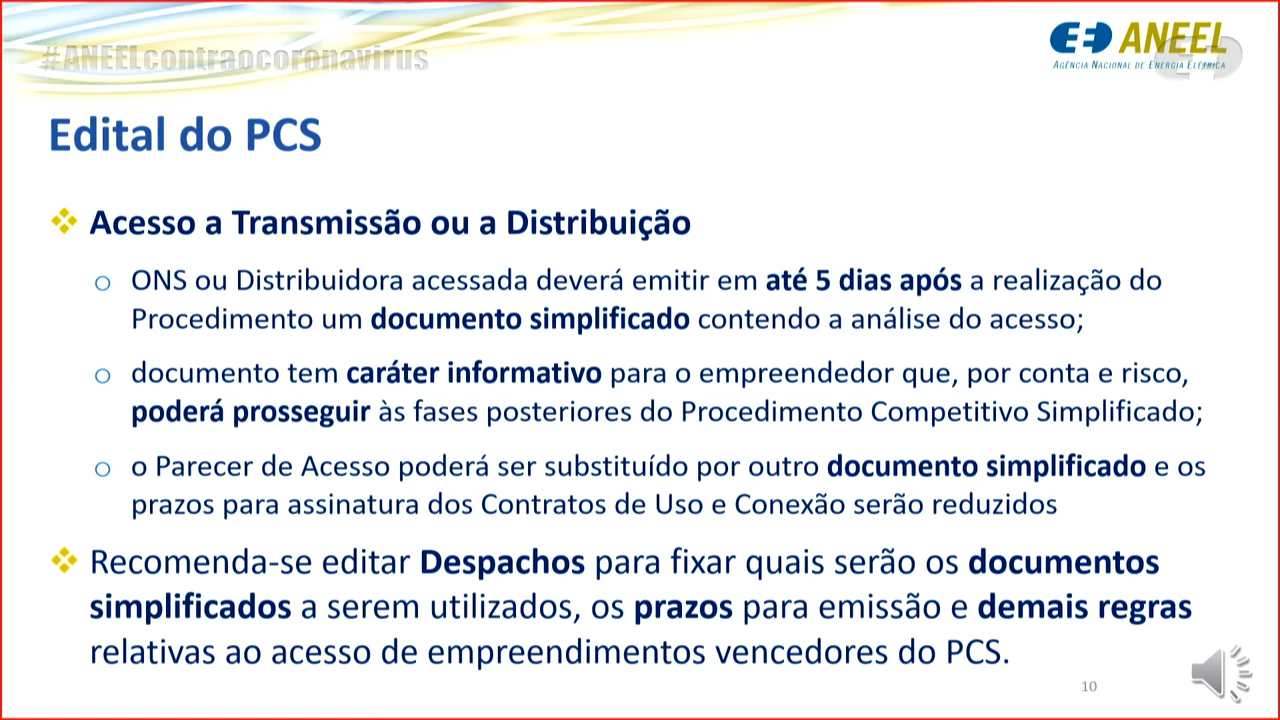 #ANEELcontraocoronavirus
ANEEL
AGÊNCIA NACIONAL DE ENERGIA ELÉTRICA
Edital do PCS
Acesso a Transmissão ou a Distribuição
ONS ou Distribuidora acessada deverá emitir em até 5 dias após a realização do
Procedimento um documento simplificado contendo a análise do acesso;
documento tem caráter informativo para o empreendedor que, por conta e risco,
poderá prosseguir às fases posteriores do Procedimento Competitivo Simplificado;
o Parecer de Acesso poderá ser substituído por outro documento simplificado e os
prazos para assinatura dos Contratos de Uso e Conexão serão reduzidos
Recomenda-se editar Despachos para fixar quais serão os documentos
simplificados a serem utilizados, os prazos para emissão e demais regras
relativas ao acesso de empreendimentos vencedores do PCS.
10